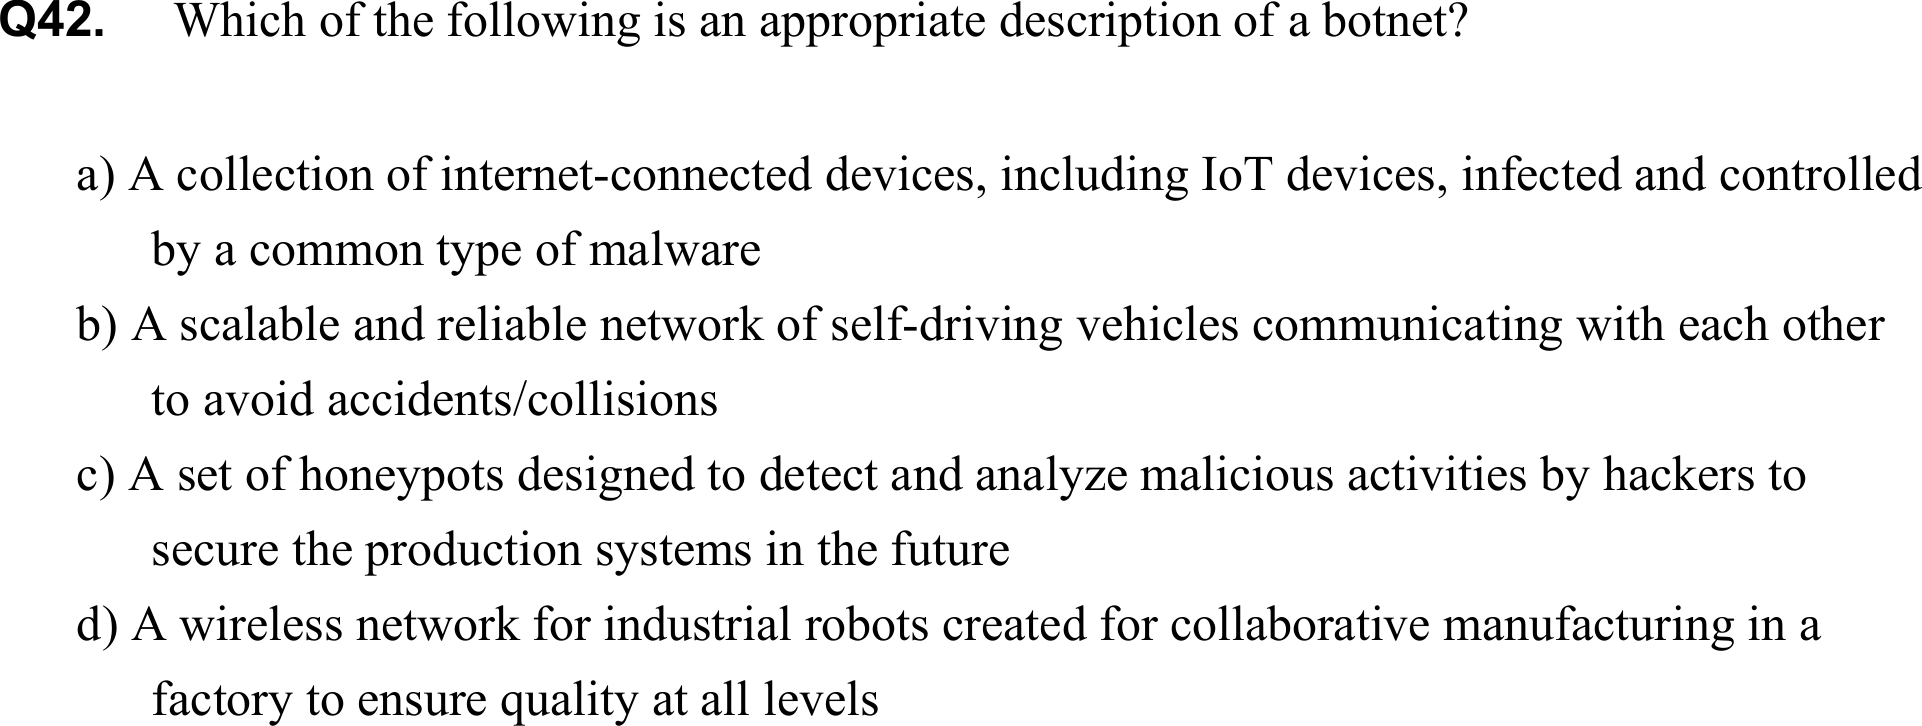 Q42. Which of the following is an appropriate description of a botnet?
a) A collection of internet-connected devices, including IoT devices, infected and controlled
by a common type of malware
b) A scalable and reliable network of self-driving vehicles communicating with each other
to avoid accidents/collisions
c) A set of honeypots designed to detect and analyze malicious activities by hackers to
secure the production systems in the future
d) A wireless network for industrial robots created for collaborative manufacturing in a
factory to ensure quality at all levels